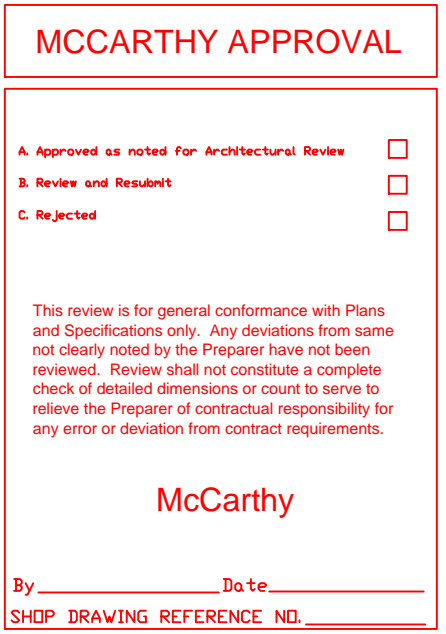 MCCARTHY APPROVAL
A. Approved as noted for Architectural Review
B. Review and Resubmit
C. Rejected
This review is for general conformance with Plans
and Specifications only.  Any deviations from same
not clearly noted by the Preparer have not been
reviewed.  Review shall not constitute a complete
check of detailed dimensions or count to serve to
relieve the Preparer of contractual responsibility for
any error or deviation from contract requirements.
McCarthy
By____________________Date_________________
SHOP DRAWING REFERENCE NO._____________